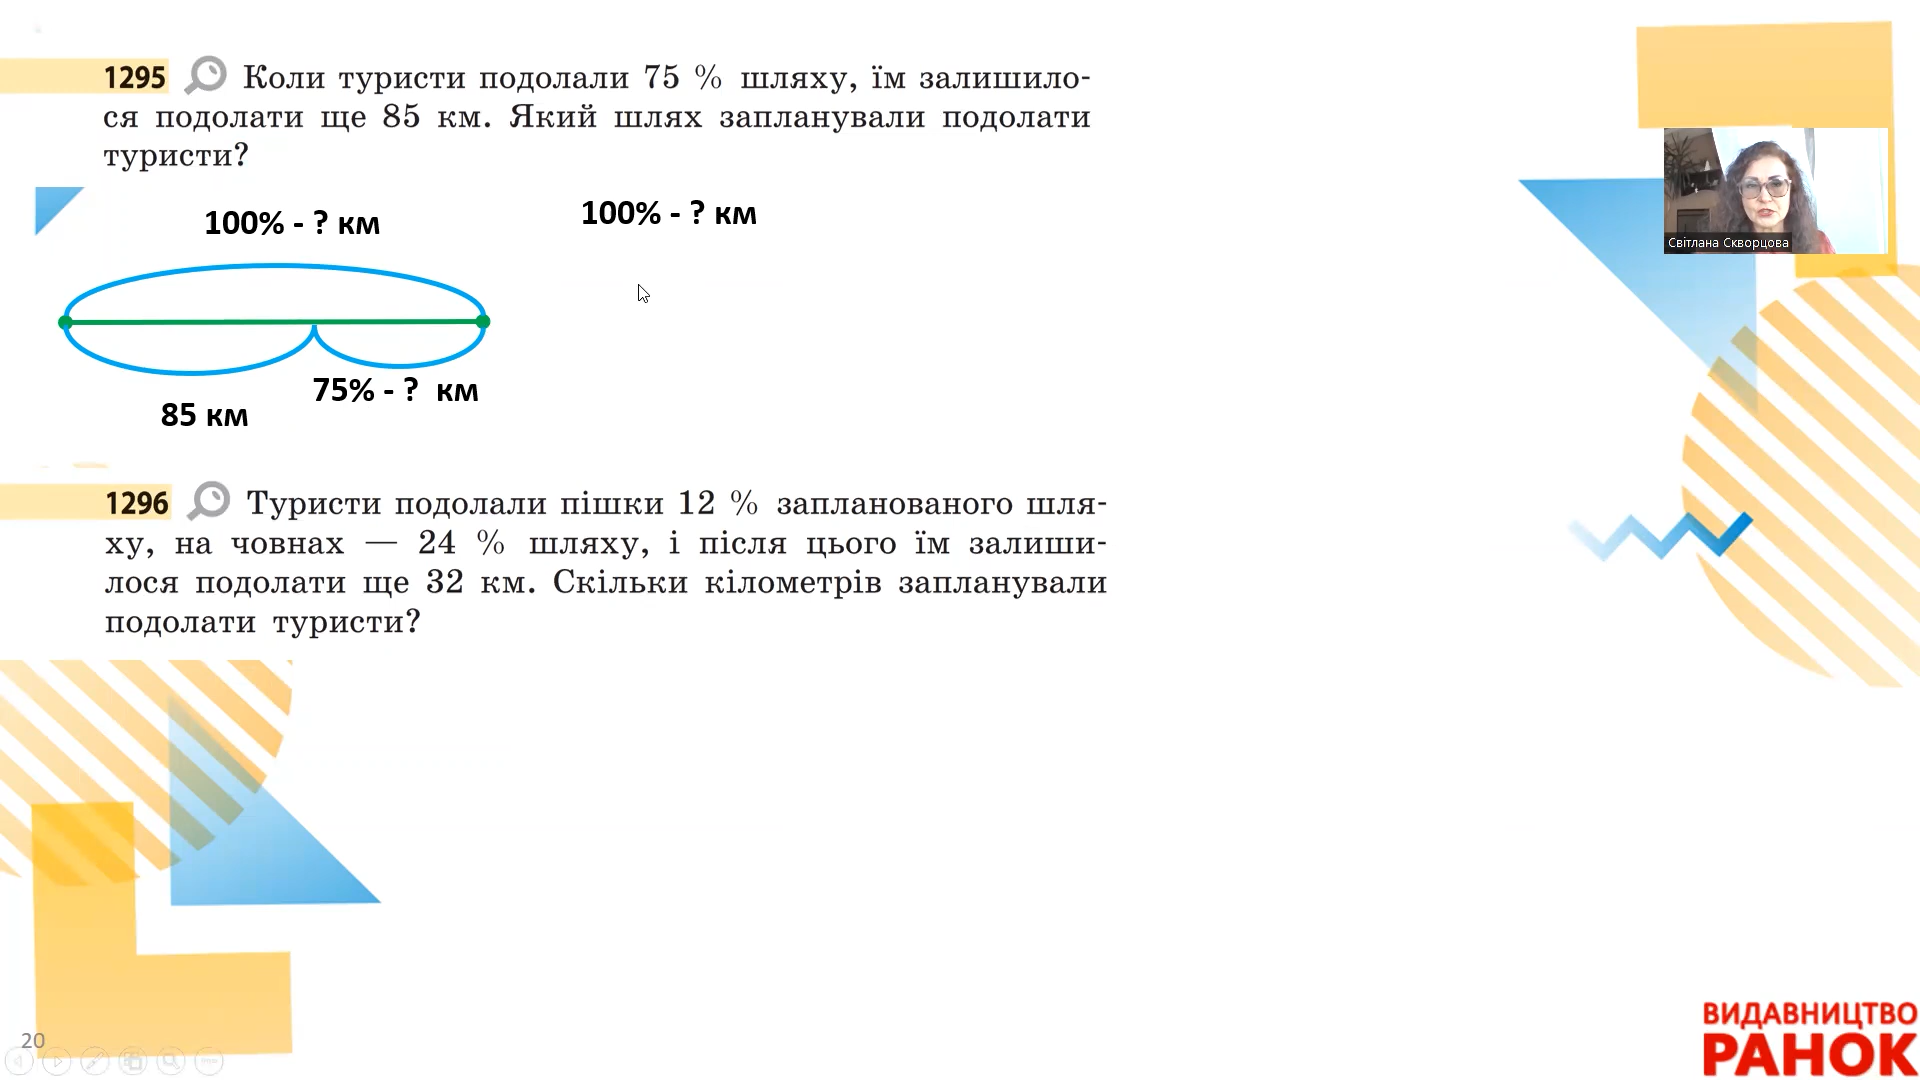 1295 Коли туристи подолали 75 % шляху, їм залишило-
ся подолати ще 85 км. Який шлях запланували подолати
туристи?
100% - ? км
100% - ? км
75% - ? км
85 км
1296 Туристи подолали пішки 12 % запланованого шля-
ху, на човнах — 24 % шляху, і після цього їм залиши-
лося подолати ще 32 км. Скільки кілометрів запланували
подолати туристи?
Світлана Скворцова
20
ВИДАВНИЦТВО
РАНОК